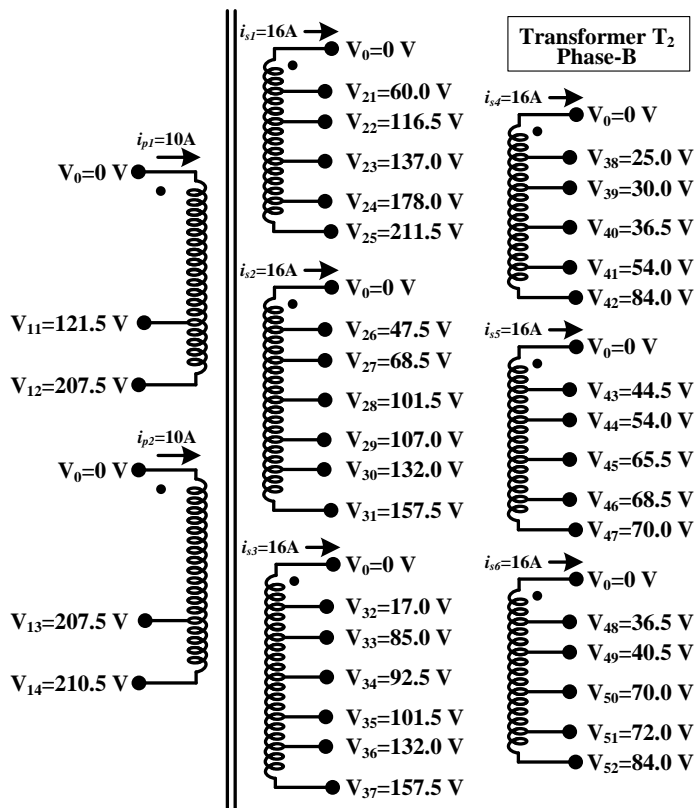 Transformer T₂
Phase-B
iₚ₁=10A
V₀=0 V
V₁₁=121.5 V
V₁₂=207.5 V
iₚ₂=10A
V₀=0 V
V₁₃=207.5 V
V₁₄=210.5 V
iₛ₁=16A
V₀=0 V
V₂₁=60.0 V
V₂₂=116.5 V
V₂₃=137.0 V
V₂₄=178.0 V
V₂₅=211.5 V
iₛ₂=16A
V₀=0 V
V₂₆=47.5 V
V₂₇=68.5 V
V₂₈=101.5 V
V₂₉=107.0 V
V₃₀=132.0 V
V₃₁=157.5 V
iₛ₃=16A
V₀=0 V
V₃₂=17.0 V
V₃₃=85.0 V
V₃₄=92.5 V
V₃₅=101.5 V
V₃₆=132.0 V
V₃₇=157.5 V
iₛ₄=16A
V₀=0 V
V₃₈=25.0 V
V₃₉=30.0 V
V₄₀=36.5 V
V₄₁=54.0 V
V₄₂=84.0 V
iₛ₅=16A
V₀=0 V
V₄₃=44.5 V
V₄₄=54.0 V
V₄₅=65.5 V
V₄₆=68.5 V
V₄₇=70.0 V
iₛ₆=16A
V₀=0 V
V₄₈=36.5 V
V₄₉=40.5 V
V₅₀=70.0 V
V₅₁=72.0 V
V₅₂=84.0 V